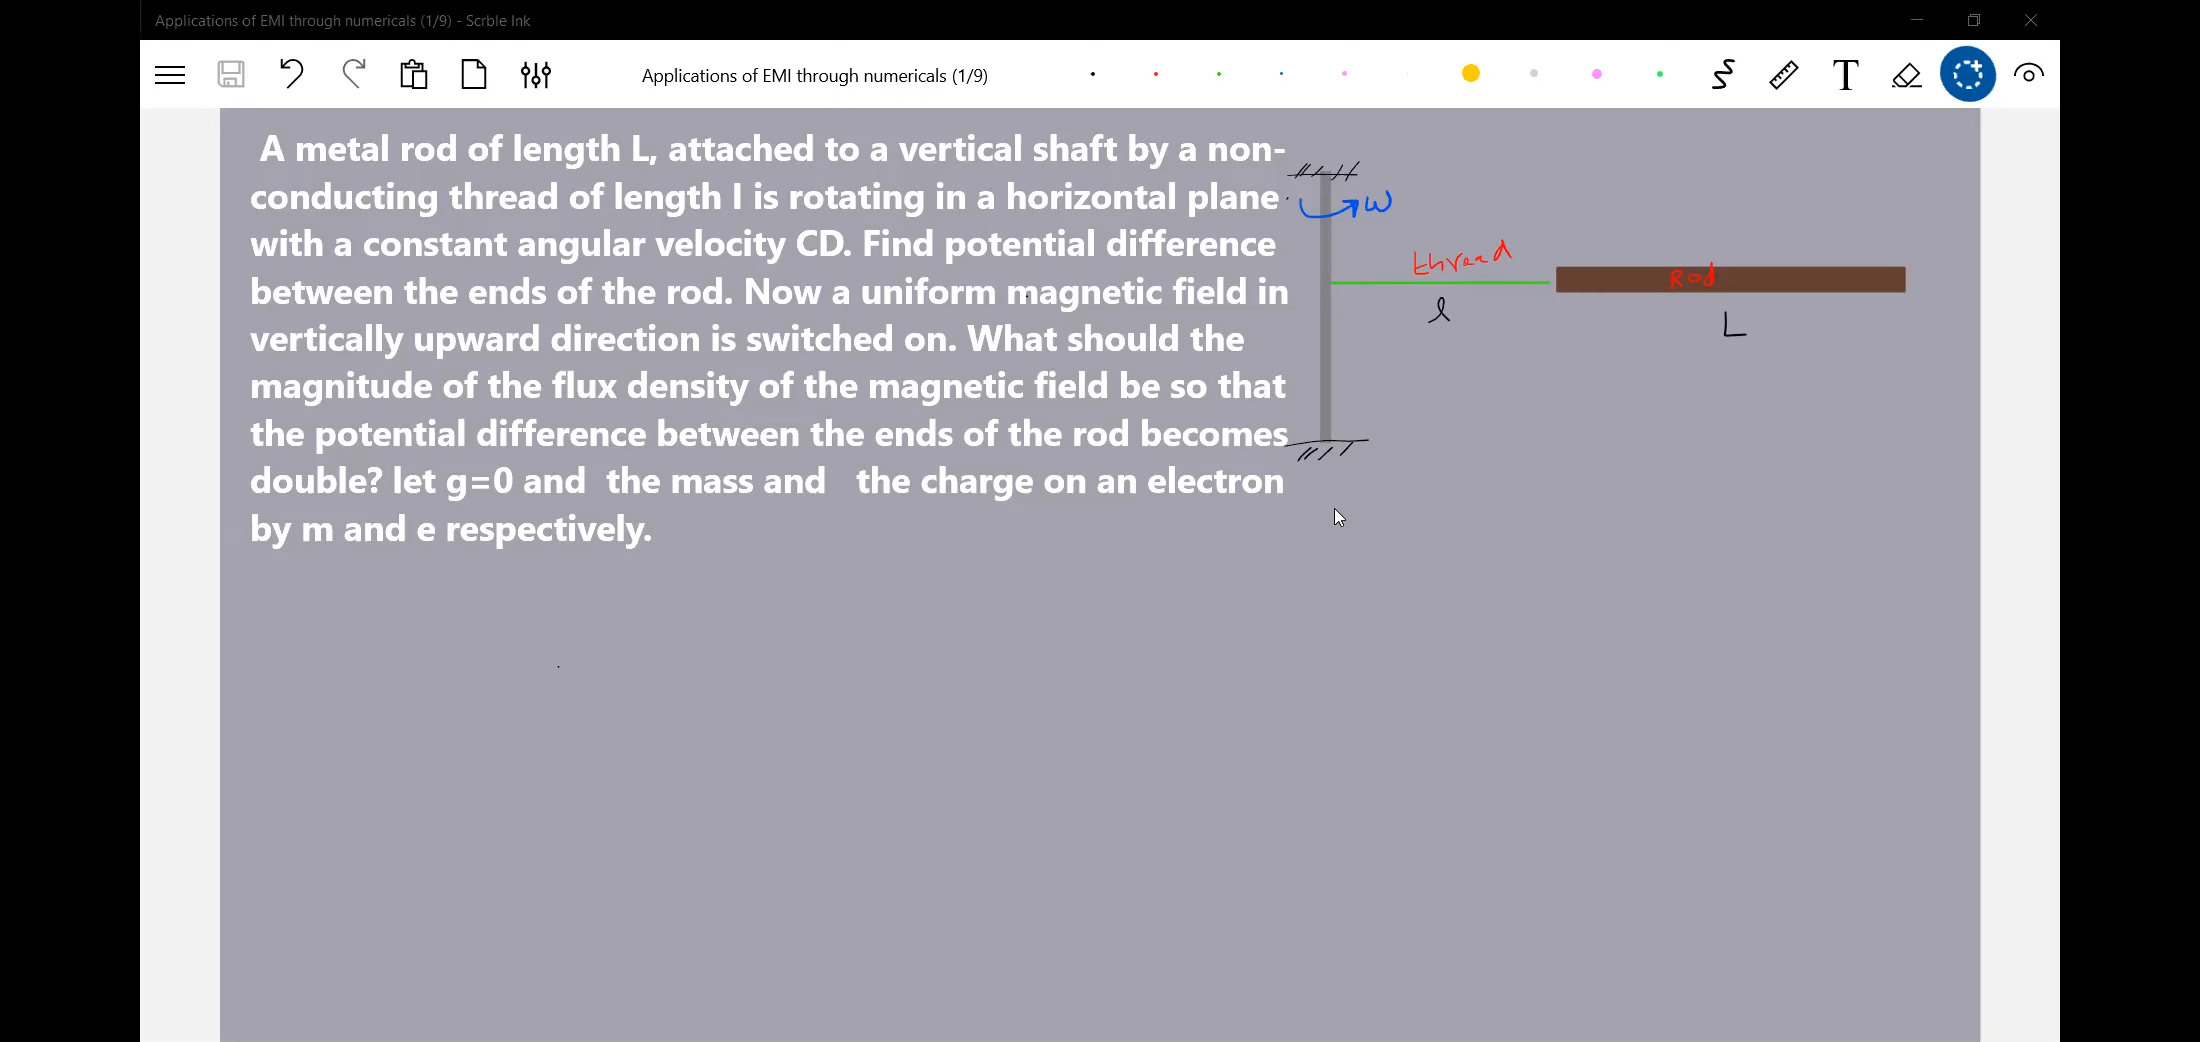 Applications of EMI through numericals (1/9) - Scrble Ink
Applications of EMI through numericals (1/9)
T
A metal rod of length L, attached to a vertical shaft by a non-
conducting thread of length I is rotating in a horizontal plane
with a constant angular velocity CD. Find potential difference
between the ends of the rod. Now a uniform magnetic field in
vertically upward direction is switched on. What should the
magnitude of the flux density of the magnetic field be so that
the potential difference between the ends of the rod becomes
double? let g=0 and the mass and the charge on an electron
by m and e respectively.
ω
thread
Rod
l
L